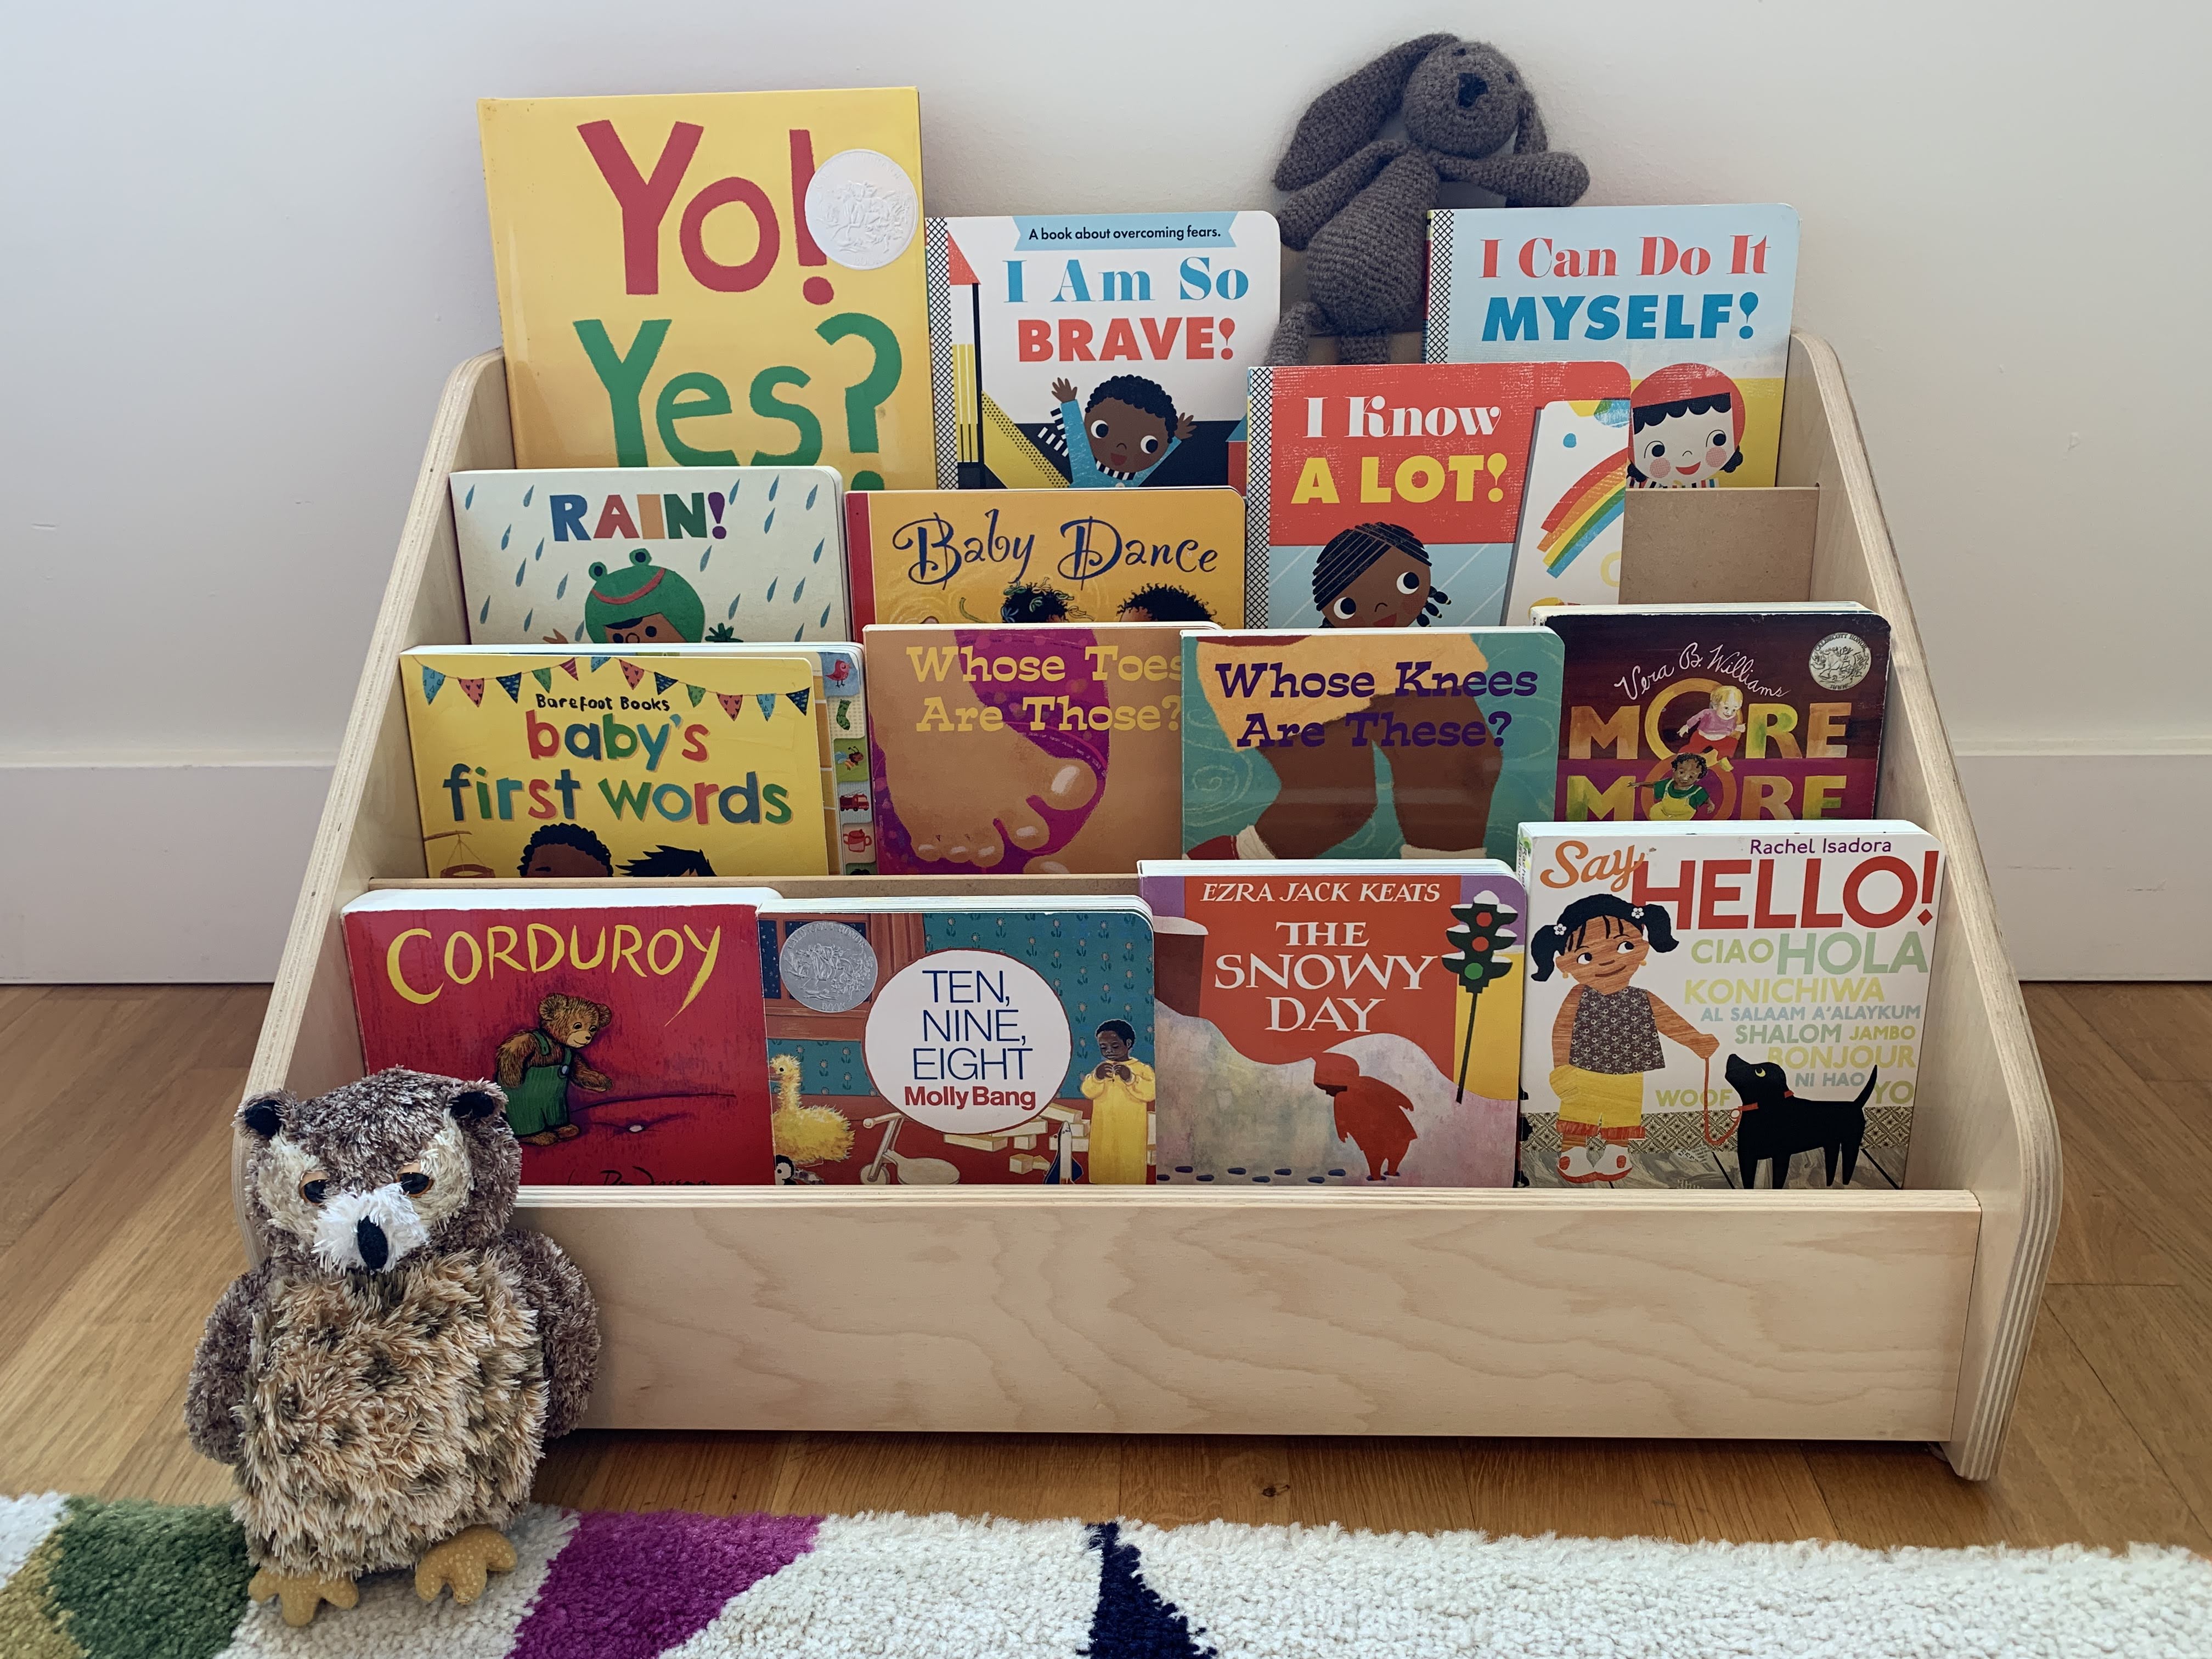 Yo!
Yes?
A book about overcoming fears.
I Am So
BRAVE!
I Can Do It
MYSELF!
RAIN!
Baby Dance
I Know
A LOT!
Barefoot Books
baby's
first words
Whose Toes
Are Those?
Whose Knees
Are These?
Vera B. Williams
MORE
MORE
CORDUROY
TEN,
NINE,
EIGHT
Molly Bang
EZRA JACK KEATS
THE
SNOWY
DAY
Rachel Isadora
Say
HELLO!
CIAO HOLA
KONICHIWA
AL SALAAM A'ALAYKUM
SHALOM JAMBO
BONJOUR
NI HAO
WOOF YO